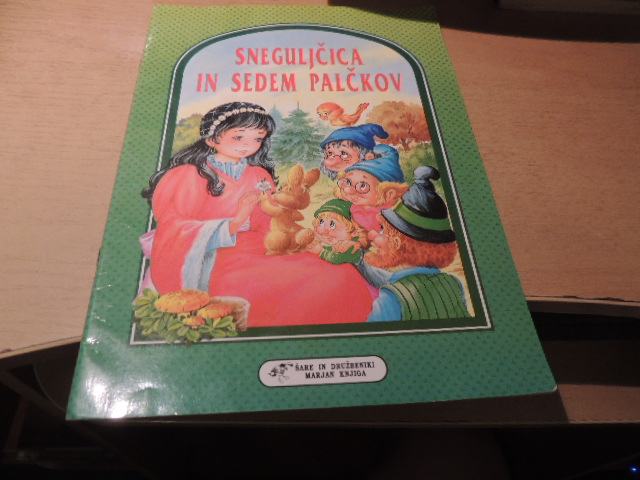 SNEGULJČICA
IN SEDEM PALČKOV
ŠARE IN DRUŽBENIKI
MARJAN KNJIGA